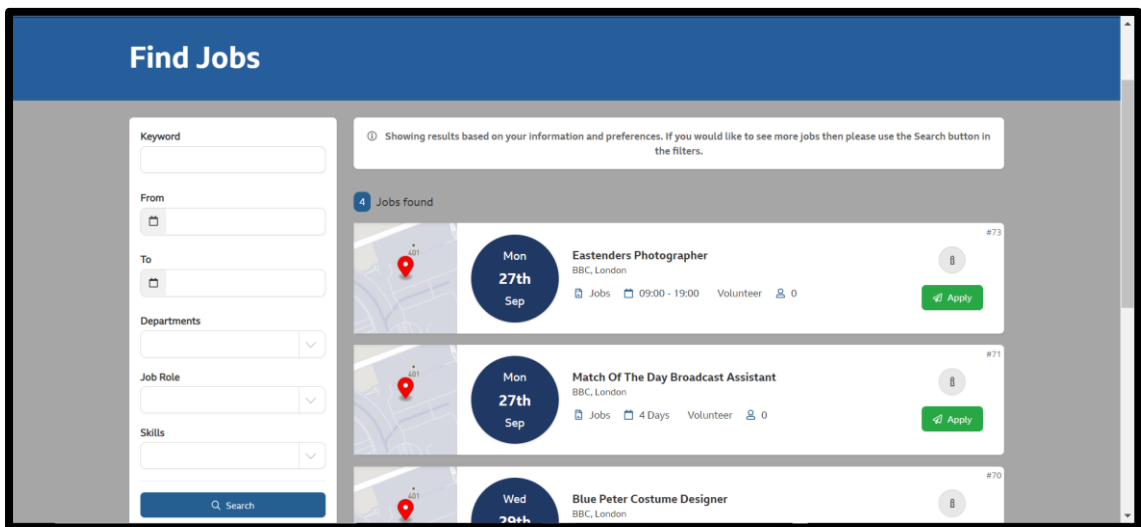 Find Jobs
Keyword
From
To
Departments
Job Role
Skills
Search
Showing results based on your information and preferences. If you would like to see more jobs then please use the Search button in
the filters.
4 Jobs found
#73
401
Mon
27th
Sep
Eastenders Photographer
BBC, London
Jobs 09:00 - 19:00 Volunteer 0
Apply
#71
401
Mon
27th
Sep
Match Of The Day Broadcast Assistant
BBC, London
Jobs 4 Days Volunteer 0
Apply
#70
401
Wed
29th
Blue Peter Costume Designer
BBC, London